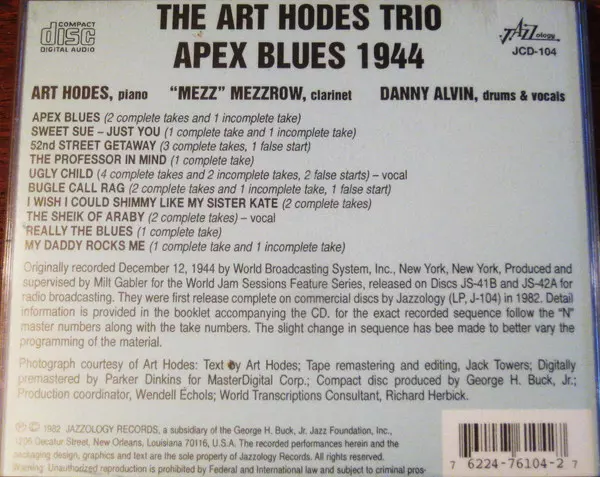 COMPACT
disc
DIGITAL AUDIO
THE ART HODES TRIO
APEX BLUES 1944
JAZZology
JCD-104
ART HODES, piano "MEZZ" MEZZROW, clarinet DANNY ALVIN, drums & vocals
APEX BLUES (2 complete takes and 1 incomplete take)
SWEET SUE – JUST YOU (1 complete take and 1 incomplete take)
52nd STREET GETAWAY (3 complete takes, 1 false start)
THE PROFESSOR IN MIND (1 complete take)
UGLY CHILD (4 complete takes and 2 incomplete takes, 2 false starts) – vocal
BUGLE CALL RAG (2 complete takes and 1 incomplete take, 1 false start)
I WISH I COULD SHIMMY LIKE MY SISTER KATE (2 complete takes)
THE SHEIK OF ARABY (2 complete takes) – vocal
REALLY THE BLUES (1 complete take)
MY DADDY ROCKS ME (1 complete take and 1 incomplete take)
Originally recorded December 12, 1944 by World Broadcasting System, Inc., New York, New York, Produced and
supervised by Milt Gabler for the World Jam Sessions Feature Series, released on Discs JS-41B and JS-42A for
radio broadcasting. They were first release complete on commercial discs by Jazzology (LP, J-104) in 1982. Detail
information is provided in the booklet accompanying the CD. for the exact recorded sequence follow the "N"
master numbers along with the take numbers. The slight change in sequence has bee made to better vary the
programming of the material.
Photograph courtesy of Art Hodes: Text by Art Hodes; Tape remastering and editing, Jack Towers; Digitally
premastered by Parker Dinkins for MasterDigital Corp.; Compact disc produced by George H. Buck, Jr.;
Production coordinator, Wendell Échols; World Transcriptions Consultant, Richard Herbick.
℗ © 1982 JAZZOLOGY RECORDS, a subsidiary of the George H. Buck, Jr. Jazz Foundation, Inc.,
1206 Decatur Street, New Orleans, Louisiana 70116, U.S.A. The recorded performances herein and the
packaging design, graphics and text are the sole property of Jazzology Records. All rights reserved.
Warning: Unauthorized reproduction is prohibited by Federal and International law and subject to criminal pros-
7 6224-76104-2 7